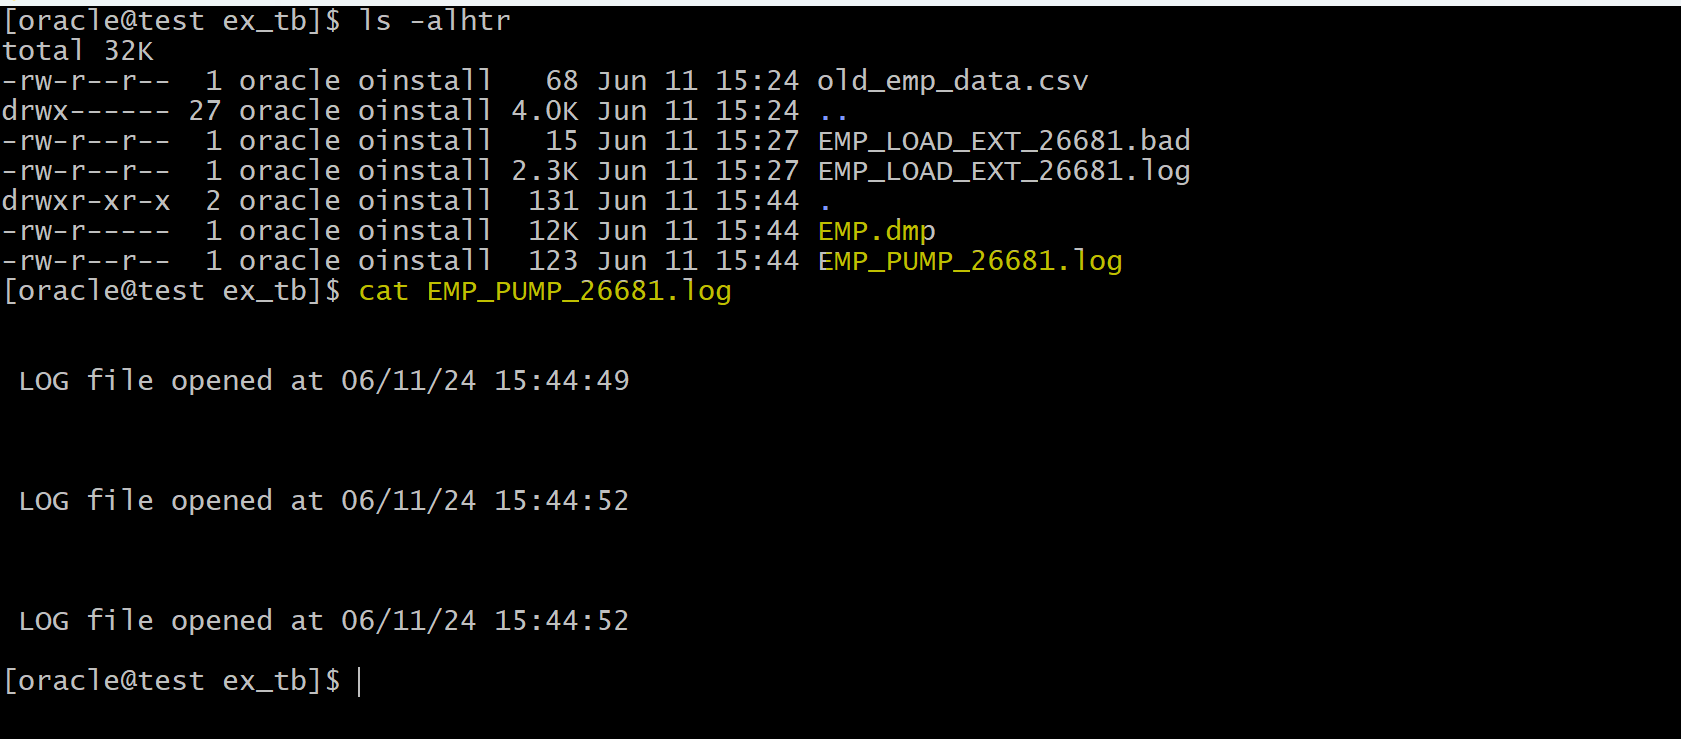 [oracle@test ex_tb]$ ls -alhtr
total 32K
-rw-r--r--  1 oracle oinstall   68 Jun 11 15:24 old_emp_data.csv
drwx------ 27 oracle oinstall 4.0K Jun 11 15:24 ..
-rw-r--r--  1 oracle oinstall   15 Jun 11 15:27 EMP_LOAD_EXT_26681.bad
-rw-r--r--  1 oracle oinstall 2.3K Jun 11 15:27 EMP_LOAD_EXT_26681.log
drwxr-xr-x  2 oracle oinstall  131 Jun 11 15:44 .
-rw-r-----  1 oracle oinstall  12K Jun 11 15:44 EMP.dmp
-rw-r--r--  1 oracle oinstall  123 Jun 11 15:44 EMP_PUMP_26681.log
[oracle@test ex_tb]$ cat EMP_PUMP_26681.log
LOG file opened at 06/11/24 15:44:49
LOG file opened at 06/11/24 15:44:52
LOG file opened at 06/11/24 15:44:52
[oracle@test ex_tb]$